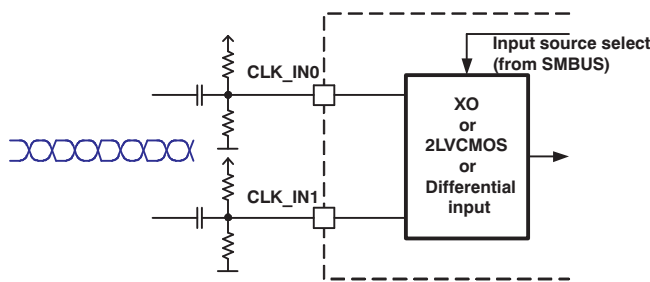 Input source select
(from SMBUS)
CLK_IN0
XO
or
2LVCMOS
or
Differential
input
CLK_IN1